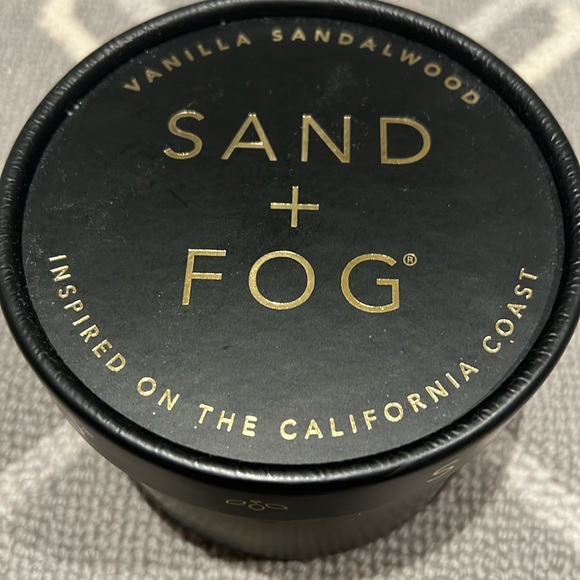 VANILLA SANDALWOOD
SAND
+
FOG®
INSPIRED ON THE CALIFORNIA COAST